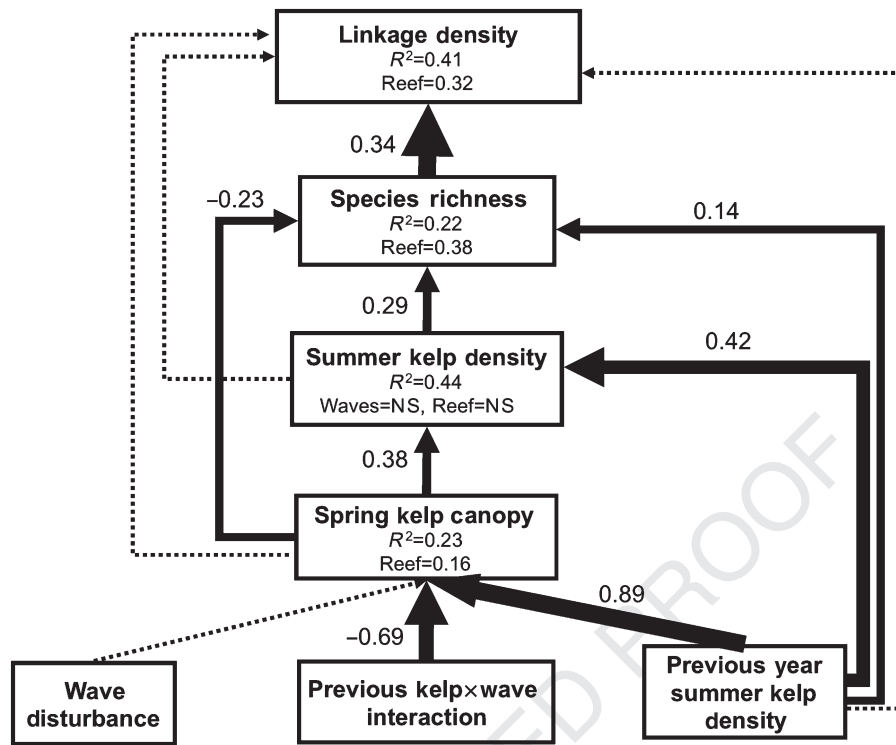 Linkage density
R²=0.41
Reef=0.32
0.34
−0.23
Species richness
R²=0.22
Reef=0.38
0.14
0.29
Summer kelp density
R²=0.44
Waves=NS, Reef=NS
0.42
0.38
Spring kelp canopy
R²=0.23
Reef=0.16
0.89
−0.69
Wave
disturbance
Previous kelp×wave
interaction
Previous year
summer kelp
density
ED PROOF